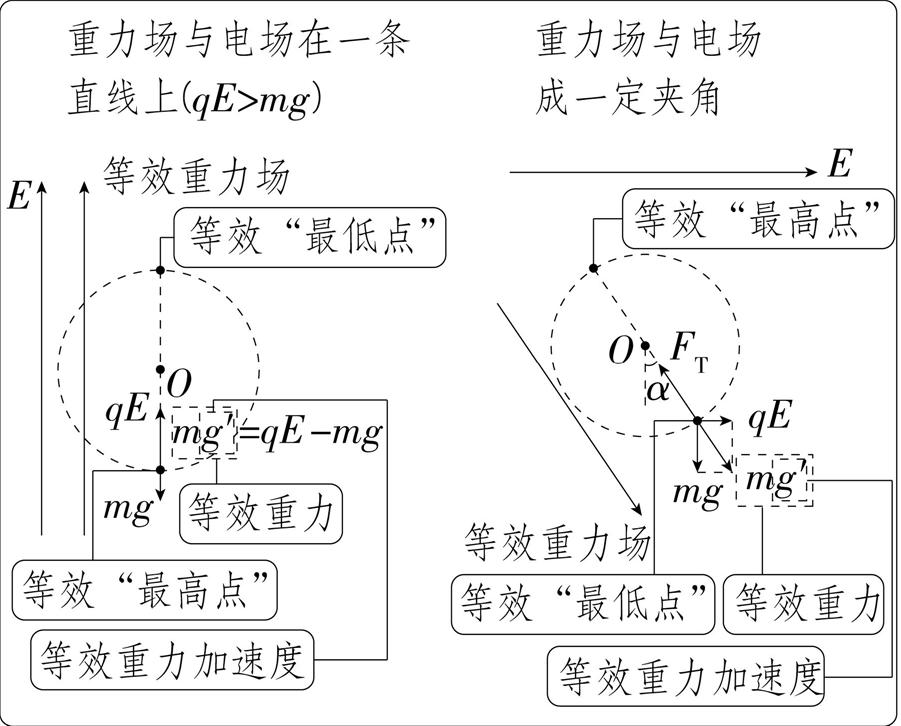 重力场与电场在一条
直线上(qE>mg)
E
等效重力场
等效“最低点”
O
qE
mg'=qE-mg
mg
等效重力
等效“最高点”
等效重力加速度
重力场与电场
成一定夹角
E
等效“最高点”
O
F_T
α
qE
mg
mg'
等效重力场
等效“最低点”
等效重力
等效重力加速度